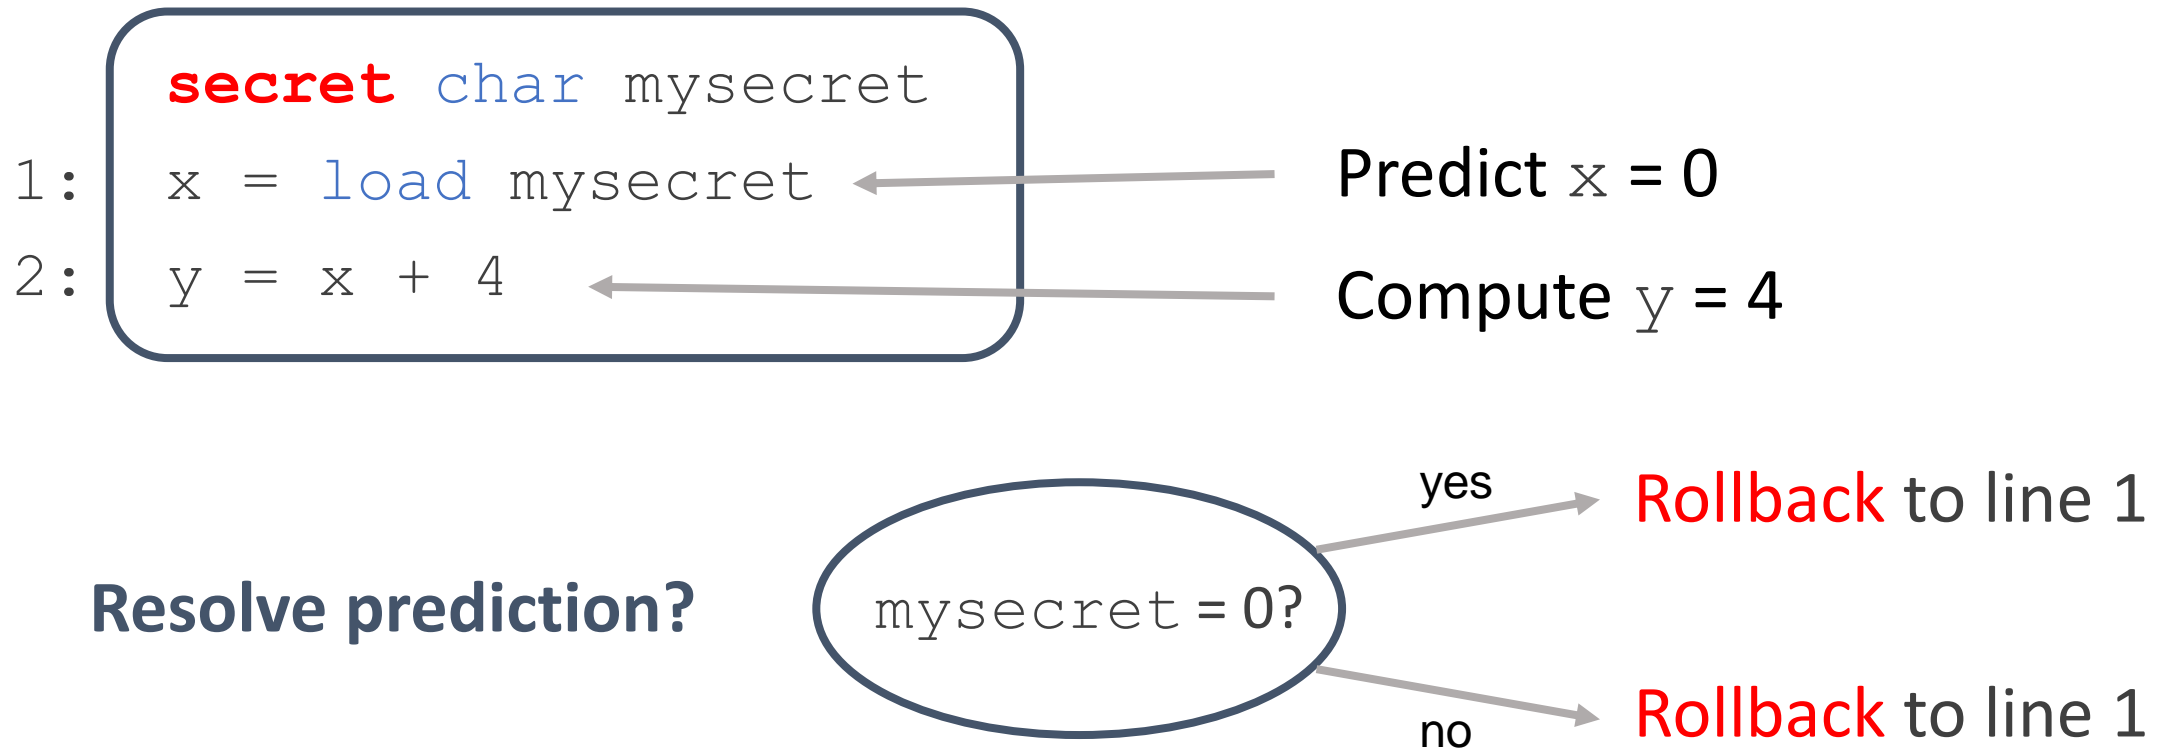 secret char mysecret
1: x = load mysecret
Predict x = 0
2: y = x + 4
Compute y = 4
Resolve prediction?
mysecret = 0?
yes
Rollback to line 1
no
Rollback to line 1